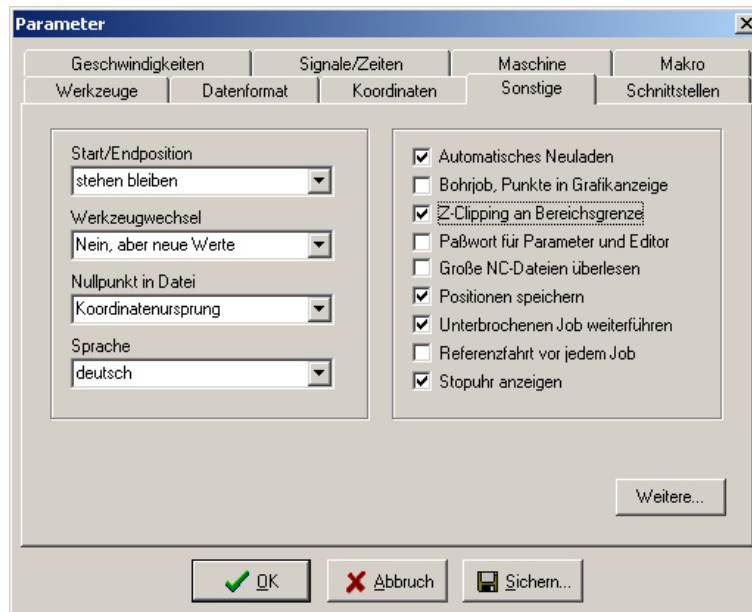 Parameter
Geschwindigkeiten
Signale/Zeiten
Maschine
Makro
Werkzeuge
Datenformat
Koordinaten
Sonstige
Schnittstellen
Start/Endposition
stehen bleiben
Werkzeugwechsel
Nein, aber neue Werte
Nullpunkt in Datei
Koordinatenursprung
Sprache
deutsch
Automatisches Neuladen
Bohrjob, Punkte in Grafikanzeige
Z-Clipping an Bereichsgrenze
Paßwort für Parameter und Editor
Große NC-Dateien überlesen
Positionen speichern
Unterbrochenen Job weiterführen
Referenzfahrt vor jedem Job
Stopuhr anzeigen
Weitere...
OK
Abbruch
Sichern...